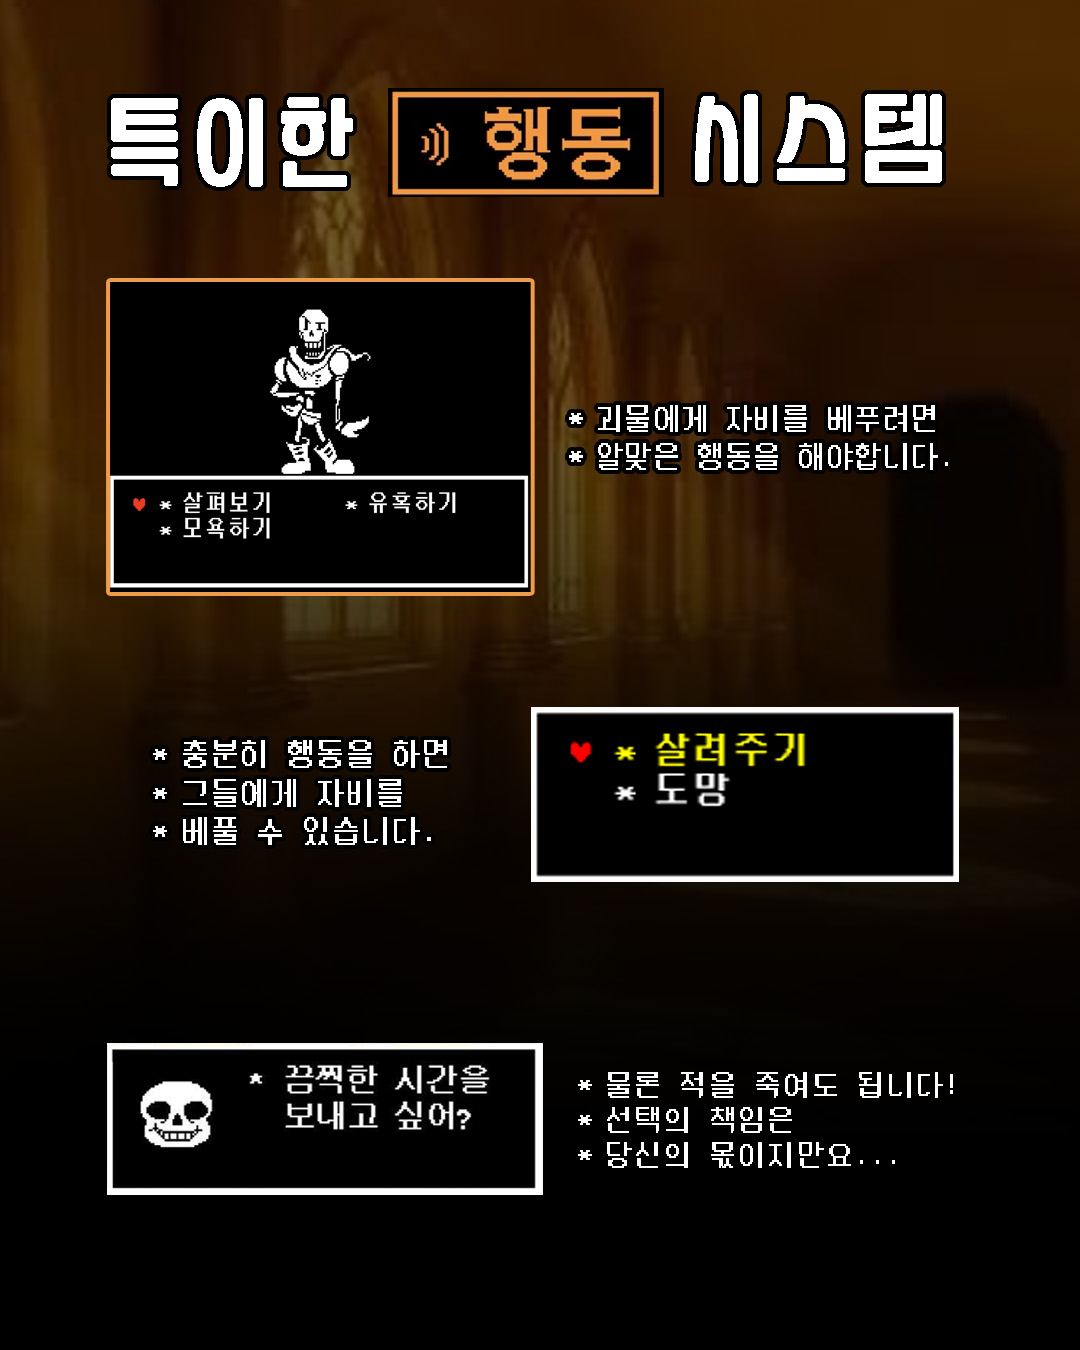 특이한 행동 시스템
* 괴물에게 자비를 베푸려면
* 알맞은 행동을 해야합니다.
* 살펴보기 * 유혹하기
* 모욕하기
* 충분히 행동을 하면
* 그들에게 자비를
* 베풀 수 있습니다.
* 살려주기
* 도망
* 끔찍한 시간을
보내고 싶어?
* 물론 적을 죽여도 됩니다!
* 선택의 책임은
* 당신의 몫이지만요...